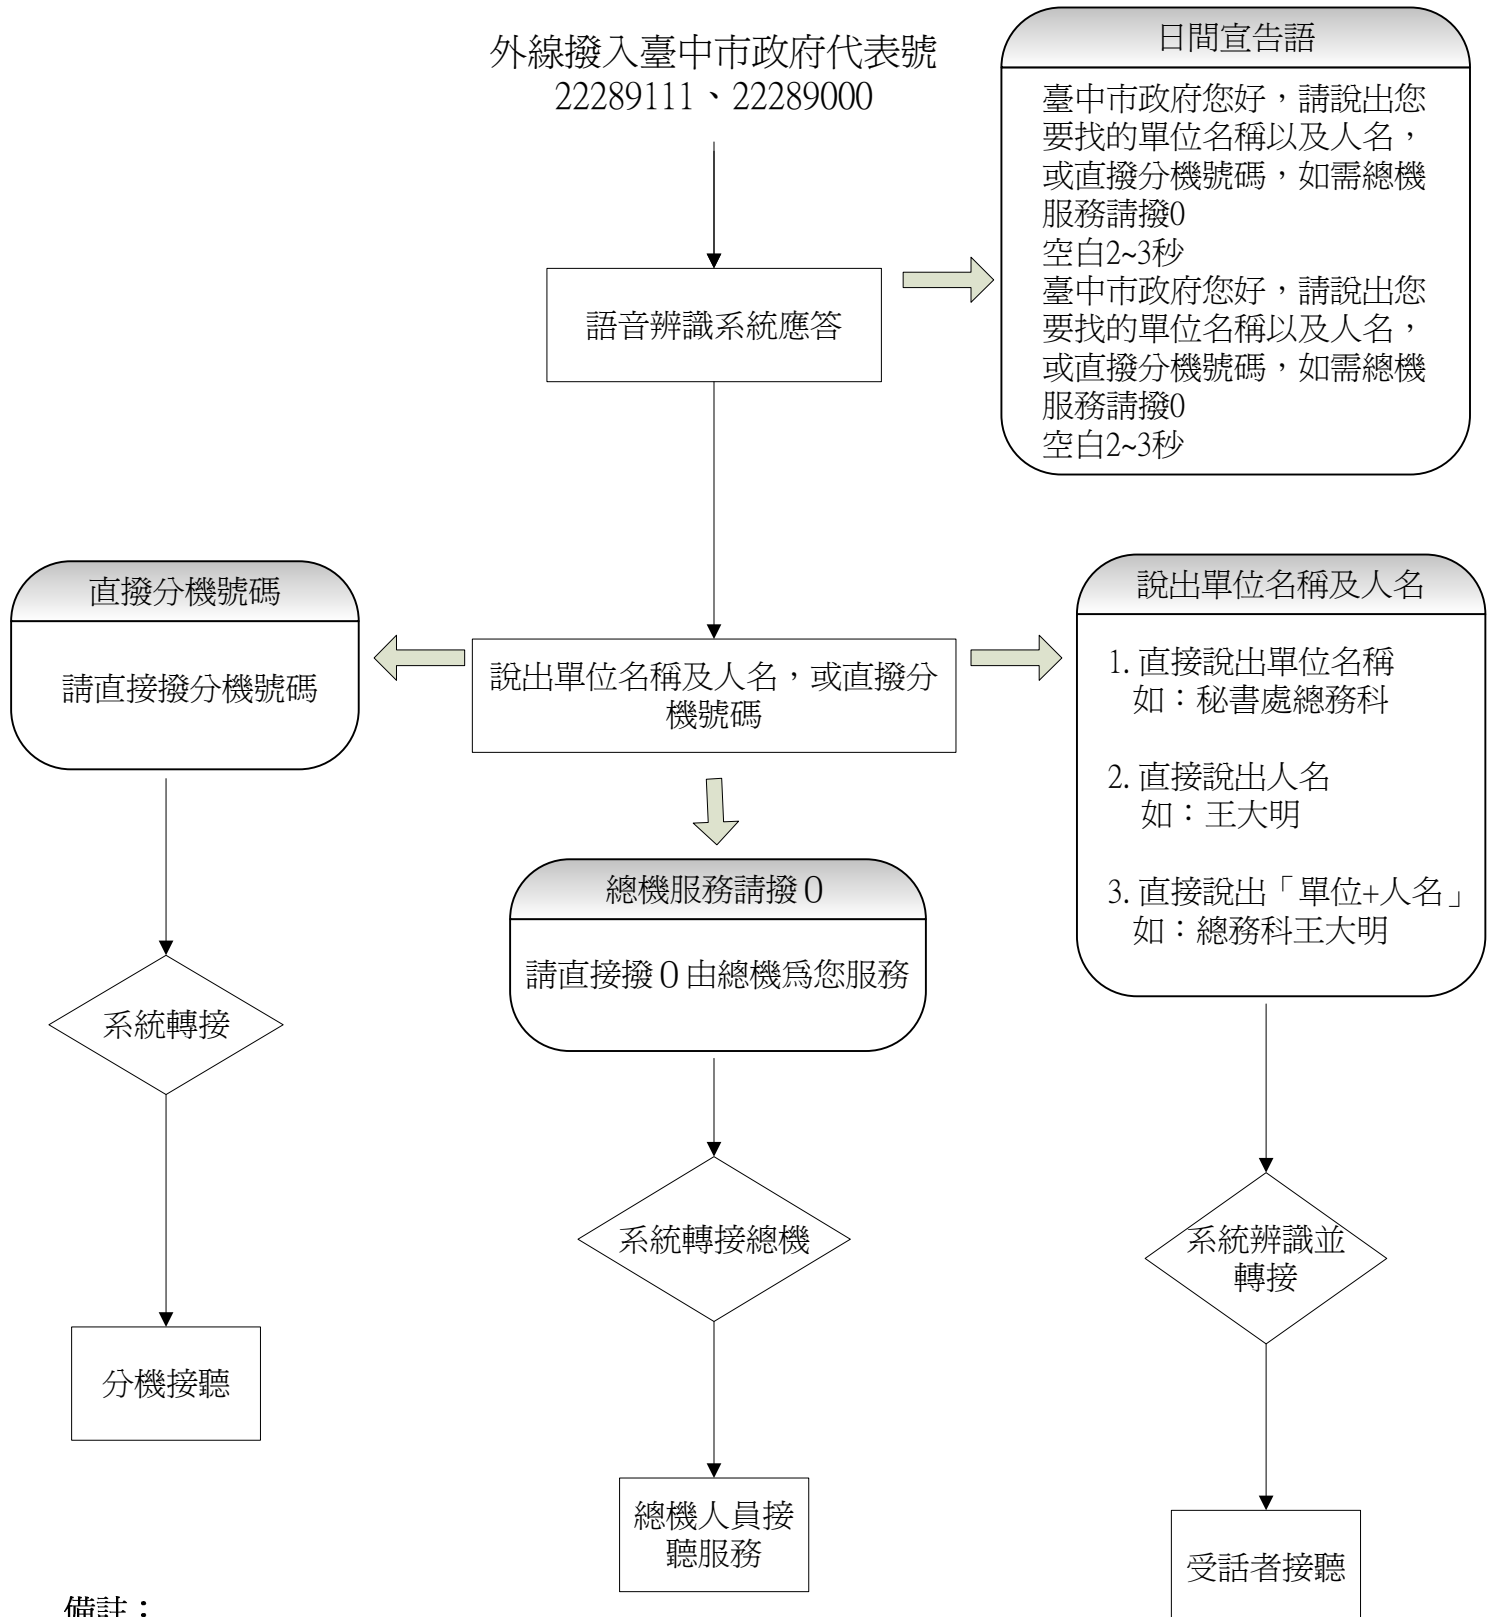 外線撥入臺中市政府代表號
22289111、22289000
日間宣告語
臺中市政府您好，請說出您
要找的單位名稱以及人名，
或直撥分機號碼，如需總機
服務請撥0
空白2~3秒
臺中市政府您好，請說出您
要找的單位名稱以及人名，
或直撥分機號碼，如需總機
服務請撥0
空白2~3秒
語音辨識系統應答
直撥分機號碼
請直接撥分機號碼
說出單位名稱及人名，或直撥分
機號碼
說出單位名稱及人名
1. 直接說出單位名稱
如：秘書處總務科
2. 直接說出人名
如：王大明
3. 直接說出「單位+人名」
如：總務科王大明
總機服務請撥０
請直接撥０由總機為您服務
系統轉接
系統轉接總機
系統辨識並
轉接
分機接聽
總機人員接
聽服務
受話者接聽
備註：